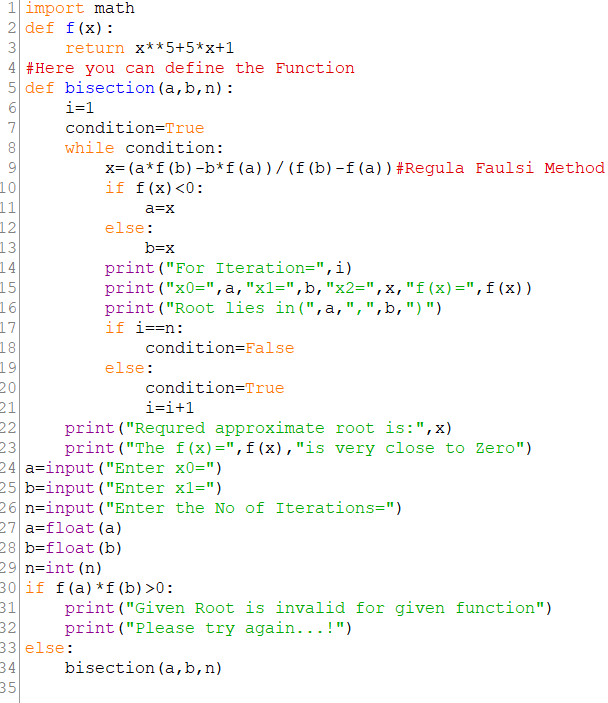 1 import math
2 def f(x):
3     return x**5+5*x+1
4 #Here you can define the Function
5 def bisection(a,b,n):
6     i=1
7     condition=True
8     while condition:
9         x=(a*f(b)-b*f(a))/(f(b)-f(a))#Regula Faulsi Method
10         if f(x)<0:
11             a=x
12         else:
13             b=x
14         print("For Iteration=",i)
15         print("x0=",a,"x1=",b,"x2=",x,"f(x)=",f(x))
16         print("Root lies in(",a,",",b,")")
17         if i==n:
18             condition=False
19         else:
20             condition=True
21             i=i+1
22     print("Requred approximate root is:",x)
23     print("The f(x)=",f(x),"is very close to Zero")
24 a=input("Enter x0=")
25 b=input("Enter x1=")
26 n=input("Enter the No of Iterations=")
27 a=float(a)
28 b=float(b)
29 n=int(n)
30 if f(a)*f(b)>0:
31     print("Given Root is invalid for given function")
32     print("Please try again...!")
33 else:
34     bisection(a,b,n)
35